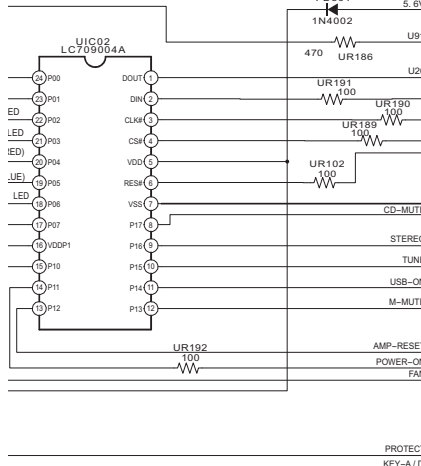 5.6V
1N4002
U9
470
UR186
UIC02
LC709004A
U20
24 P00 DOUT 1
UR191
100
23 P01 DIN 2
UR190
100
ED
22 P02 CLK# 3
UR189
100
LED
21 P03 CS# 4
RED)
20 P04 VDD 5
UR102
100
LUE)
19 P05 RES# 6
LED
18 P06 VSS 7
CD-MUTE
17 P07 P17 8
STEREO
16 VDDP1 P16 9
TUN
15 P10 P15 10
USB-ON
14 P11 P14 11
M-MUTE
13 P12 P13 12
UR192
100
AMP-RESET
POWER-ON
FAN
PROTECT
KEY-A/D